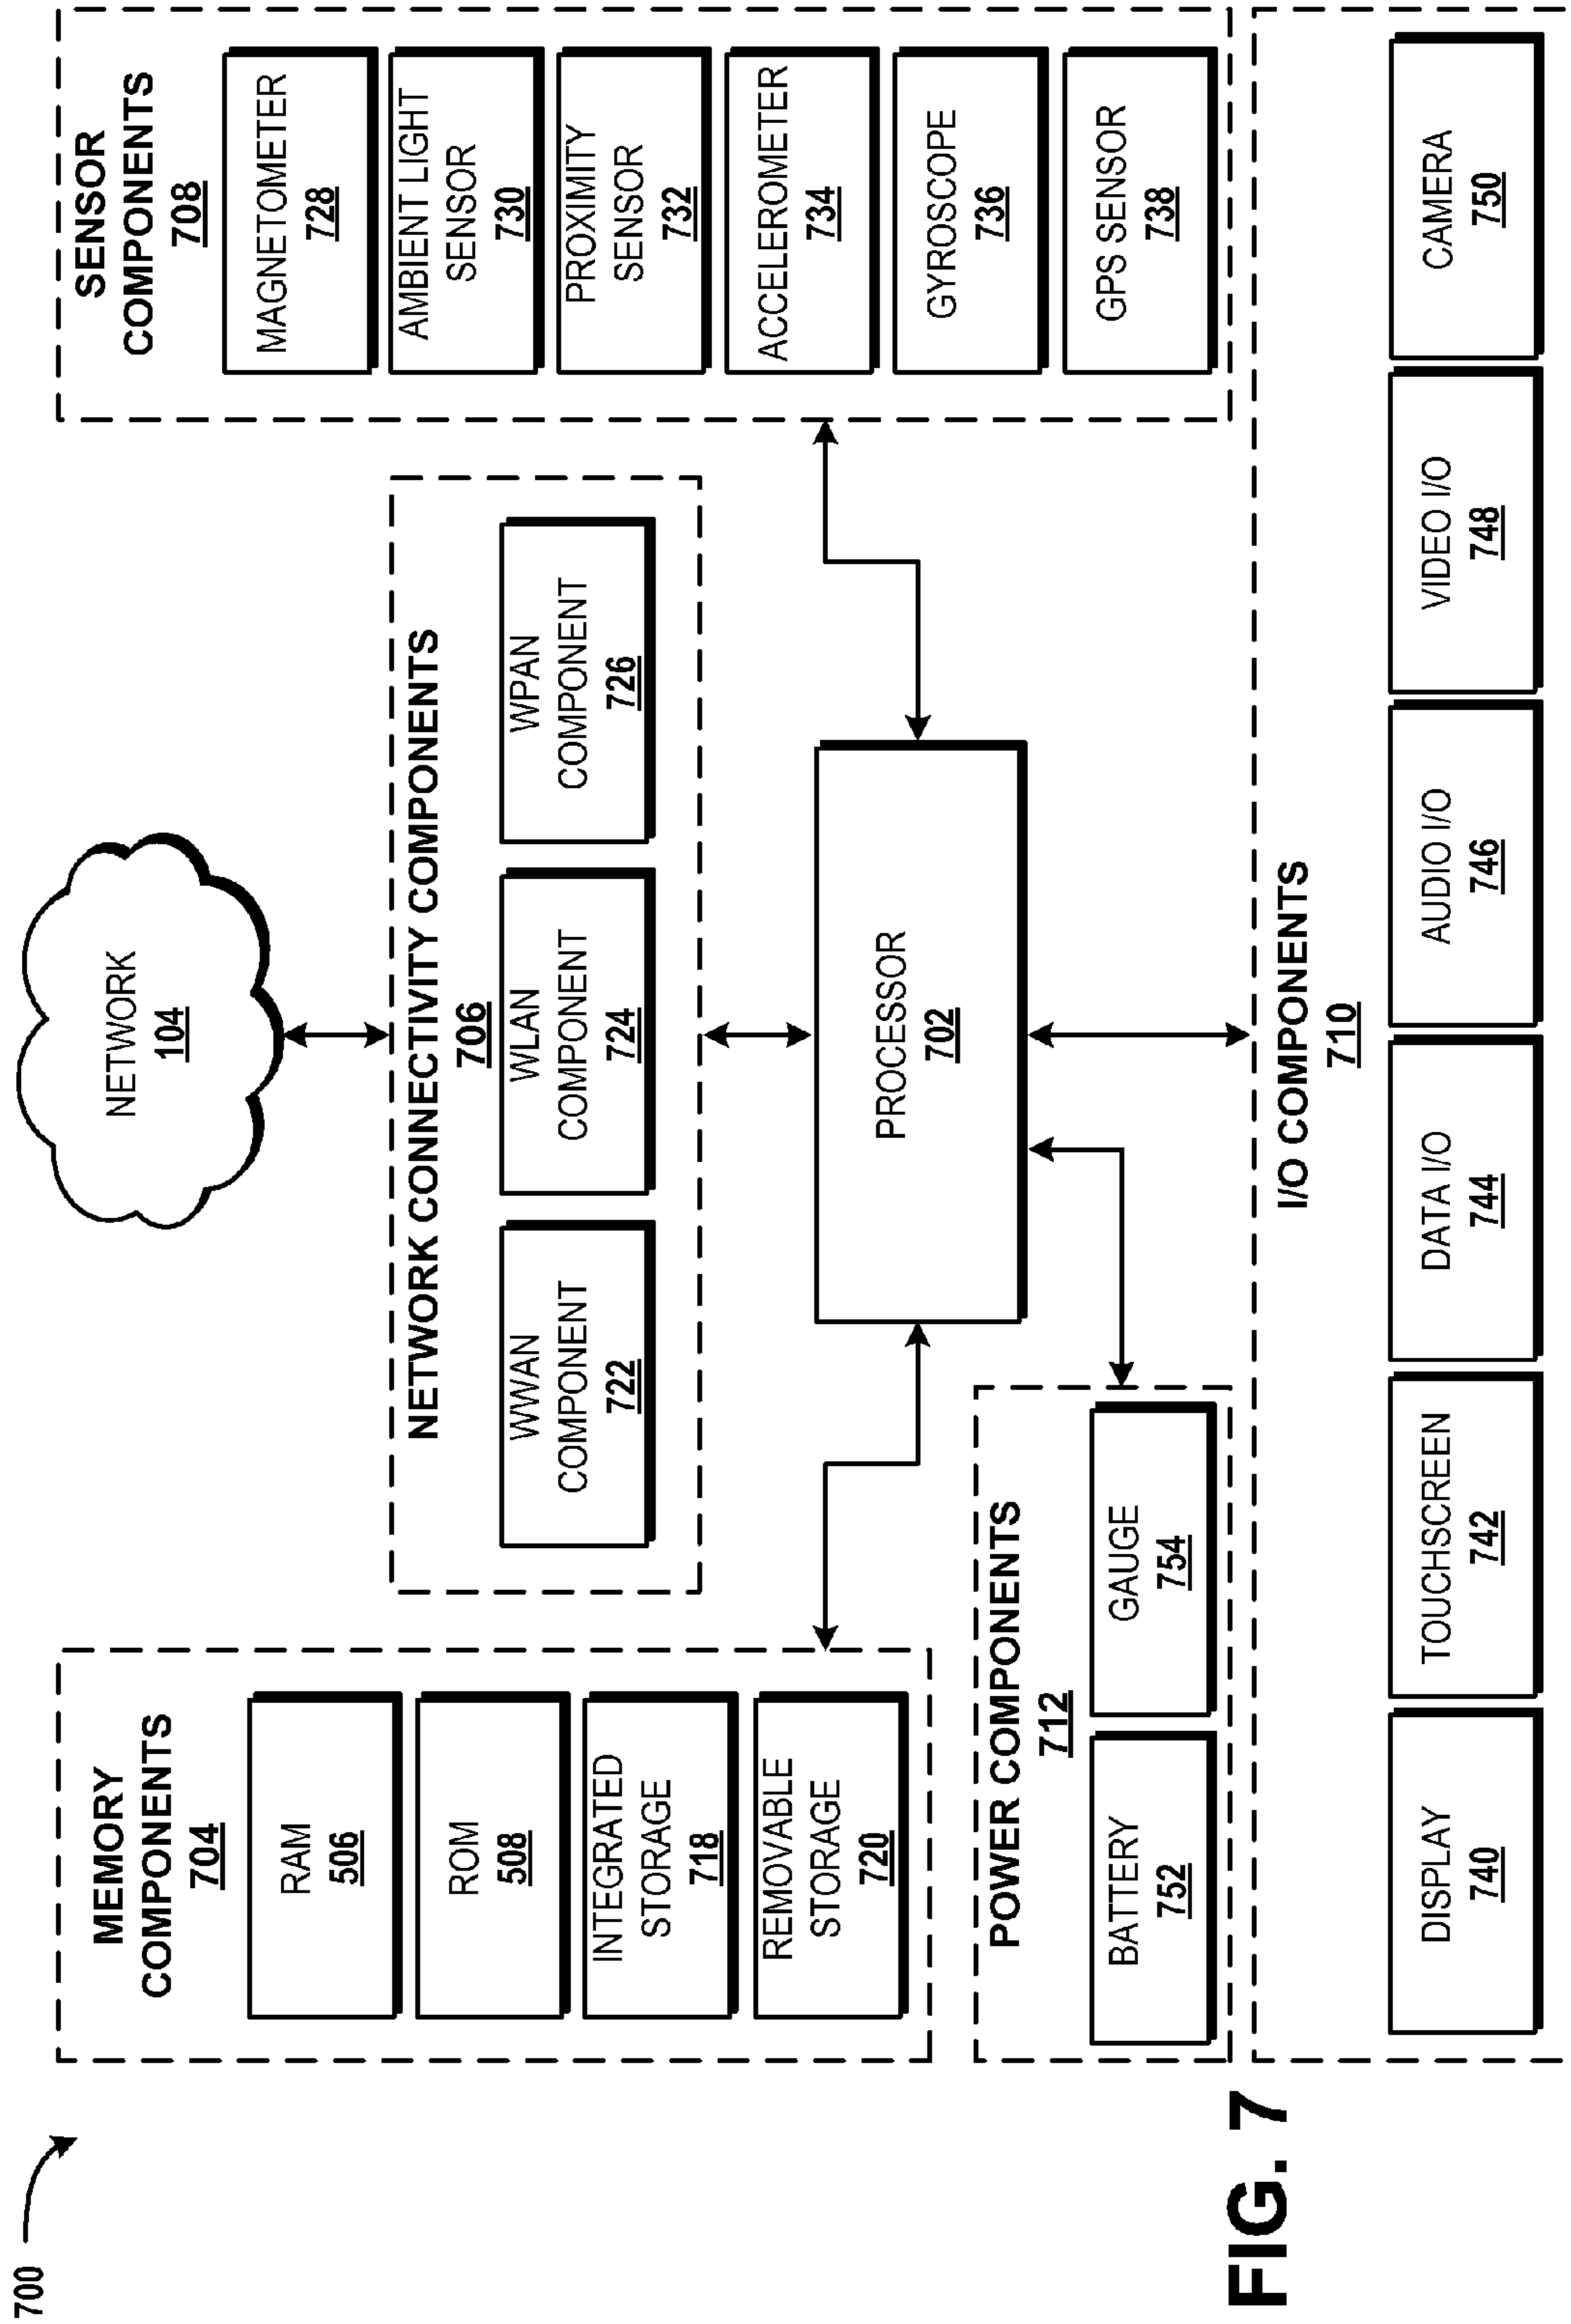 700
NETWORK
104
MEMORY
COMPONENTS
704
RAM
506
ROM
508
INTEGRATED
STORAGE
718
REMOVABLE
STORAGE
720
NETWORK CONNECTIVITY COMPONENTS
706
WWAN
COMPONENT
722
WLAN
COMPONENT
724
WPAN
COMPONENT
726
SENSOR
COMPONENTS
708
MAGNETOMETER
728
AMBIENT LIGHT
SENSOR
730
PROXIMITY
SENSOR
732
ACCELEROMETER
734
GYROSCOPE
736
GPS SENSOR
738
PROCESSOR
702
POWER COMPONENTS
712
BATTERY
752
GAUGE
754
I/O COMPONENTS
710
DISPLAY
740
TOUCHSCREEN
742
DATA I/O
744
AUDIO I/O
746
VIDEO I/O
748
CAMERA
750
FIG. 7